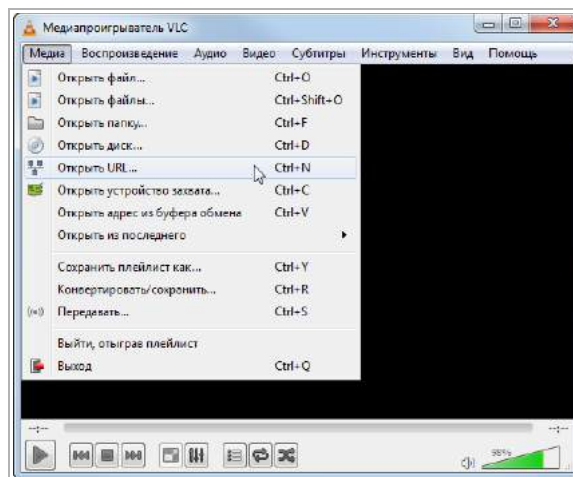 Медиапроигрыватель VLC
Медиа Воспроизведение Аудио Видео Субтитры Инструменты Вид Помощь
Открыть файл... Ctrl+O
Открыть файлы... Ctrl+Shift+O
Открыть папку... Ctrl+F
Открыть диск... Ctrl+D
Открыть URL... Ctrl+N
Открыть устройство захвата... Ctrl+C
Открыть адрес из буфера обмена Ctrl+V
Открыть из последнего
Сохранить плейлист как... Ctrl+Y
Конвертировать/сохранить... Ctrl+R
Передавать... Ctrl+S
Выйти, отыграв плейлист
Выход Ctrl+Q
--:-- --:--
98%